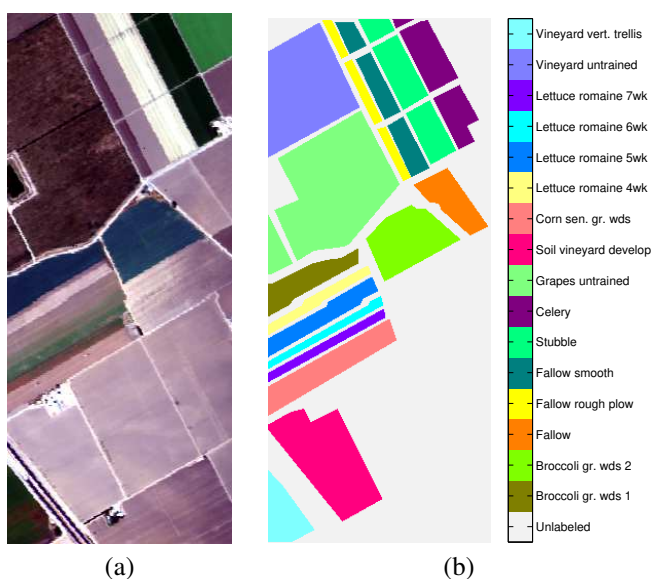 Vineyard vert. trellis
Vineyard untrained
Lettuce romaine 7wk
Lettuce romaine 6wk
Lettuce romaine 5wk
Lettuce romaine 4wk
Corn sen. gr. wds
Soil vineyard develop
Grapes untrained
Celery
Stubble
Fallow smooth
Fallow rough plow
Fallow
Broccoli gr. wds 2
Broccoli gr. wds 1
Unlabeled
(a)
(b)